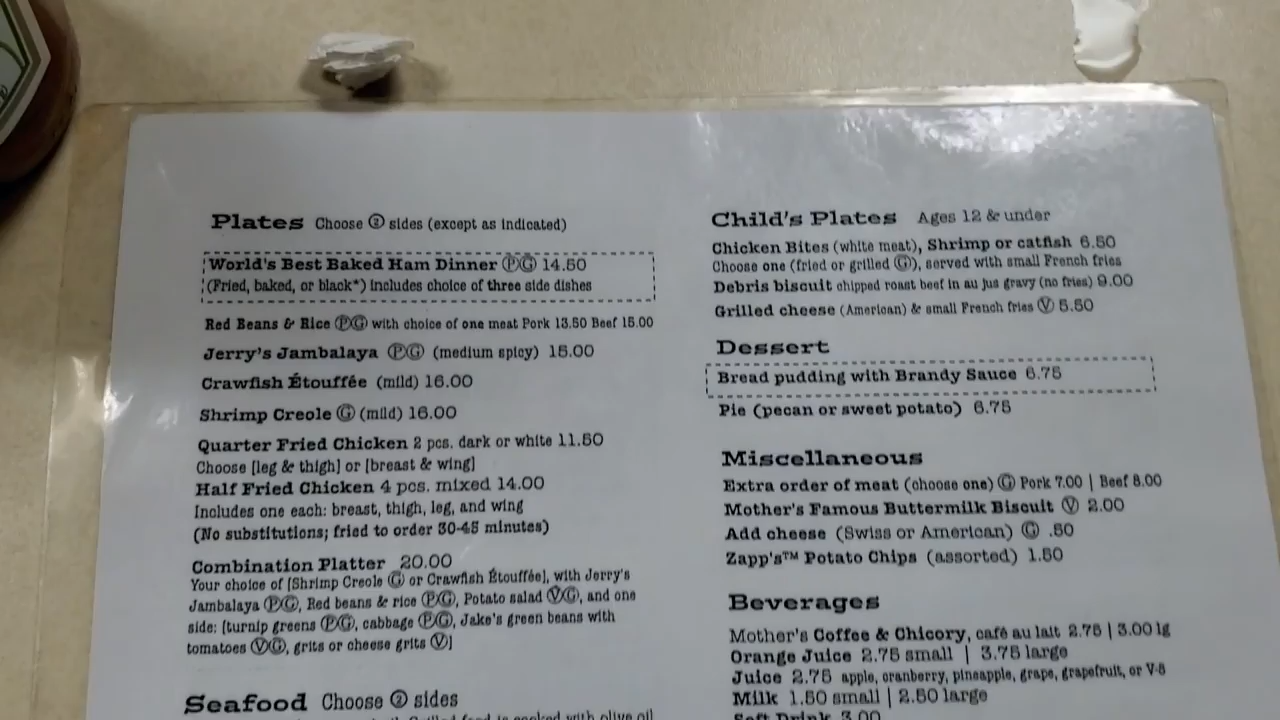 Plates Choose ② sides (except as indicated)
World's Best Baked Ham Dinner ⓅⒼ 14.50
(Fried, baked, or black*) includes choice of three side dishes
Red Beans & Rice ⓅⒼ with choice of one meat Pork 13.50 Beef 15.00
Jerry's Jambalaya ⓅⒼ (medium spicy) 15.00
Crawfish Étouffée (mild) 16.00
Shrimp Creole Ⓖ (mild) 16.00
Quarter Fried Chicken 2 pcs. dark or white 11.50
Choose [leg & thigh] or [breast & wing]
Half Fried Chicken 4 pcs. mixed 14.00
Includes one each: breast, thigh, leg, and wing
(No substitutions; fried to order 30-45 minutes)
Combination Platter 20.00
Your choice of [Shrimp Creole Ⓖ or Crawfish Étouffée], with Jerry's
Jambalaya ⓅⒼ, Red beans & rice ⓅⒼ, Potato salad ⓋⒼ, and one
side: [turnip greens ⓅⒼ, cabbage ⓅⒼ, Jake's green beans with
tomatoes ⓋⒼ, grits or cheese grits Ⓥ]
Seafood Choose ② sides
food is cooked with olive oil
Child's Plates Ages 12 & under
Chicken Bites (white meat), Shrimp or catfish 6.50
Choose one (fried or grilled Ⓖ), served with small French fries
Debris biscuit chipped roast beef in au jus gravy (no fries) 9.00
Grilled cheese (American) & small French fries Ⓥ 5.50
Dessert
Bread pudding with Brandy Sauce 6.75
Pie (pecan or sweet potato) 6.75
Miscellaneous
Extra order of meat (choose one) Ⓖ Pork 7.00 | Beef 8.00
Mother's Famous Buttermilk Biscuit Ⓥ 2.00
Add cheese (Swiss or American) Ⓖ .50
Zapp's™ Potato Chips (assorted) 1.50
Beverages
Mother's Coffee & Chicory, café au lait 2.75 | 3.00 lg
Orange Juice 2.75 small | 3.75 large
Juice 2.75 apple, cranberry, pineapple, grape, grapefruit, or V-8
Milk 1.50 small | 2.50 large
Soft Drink 3.00